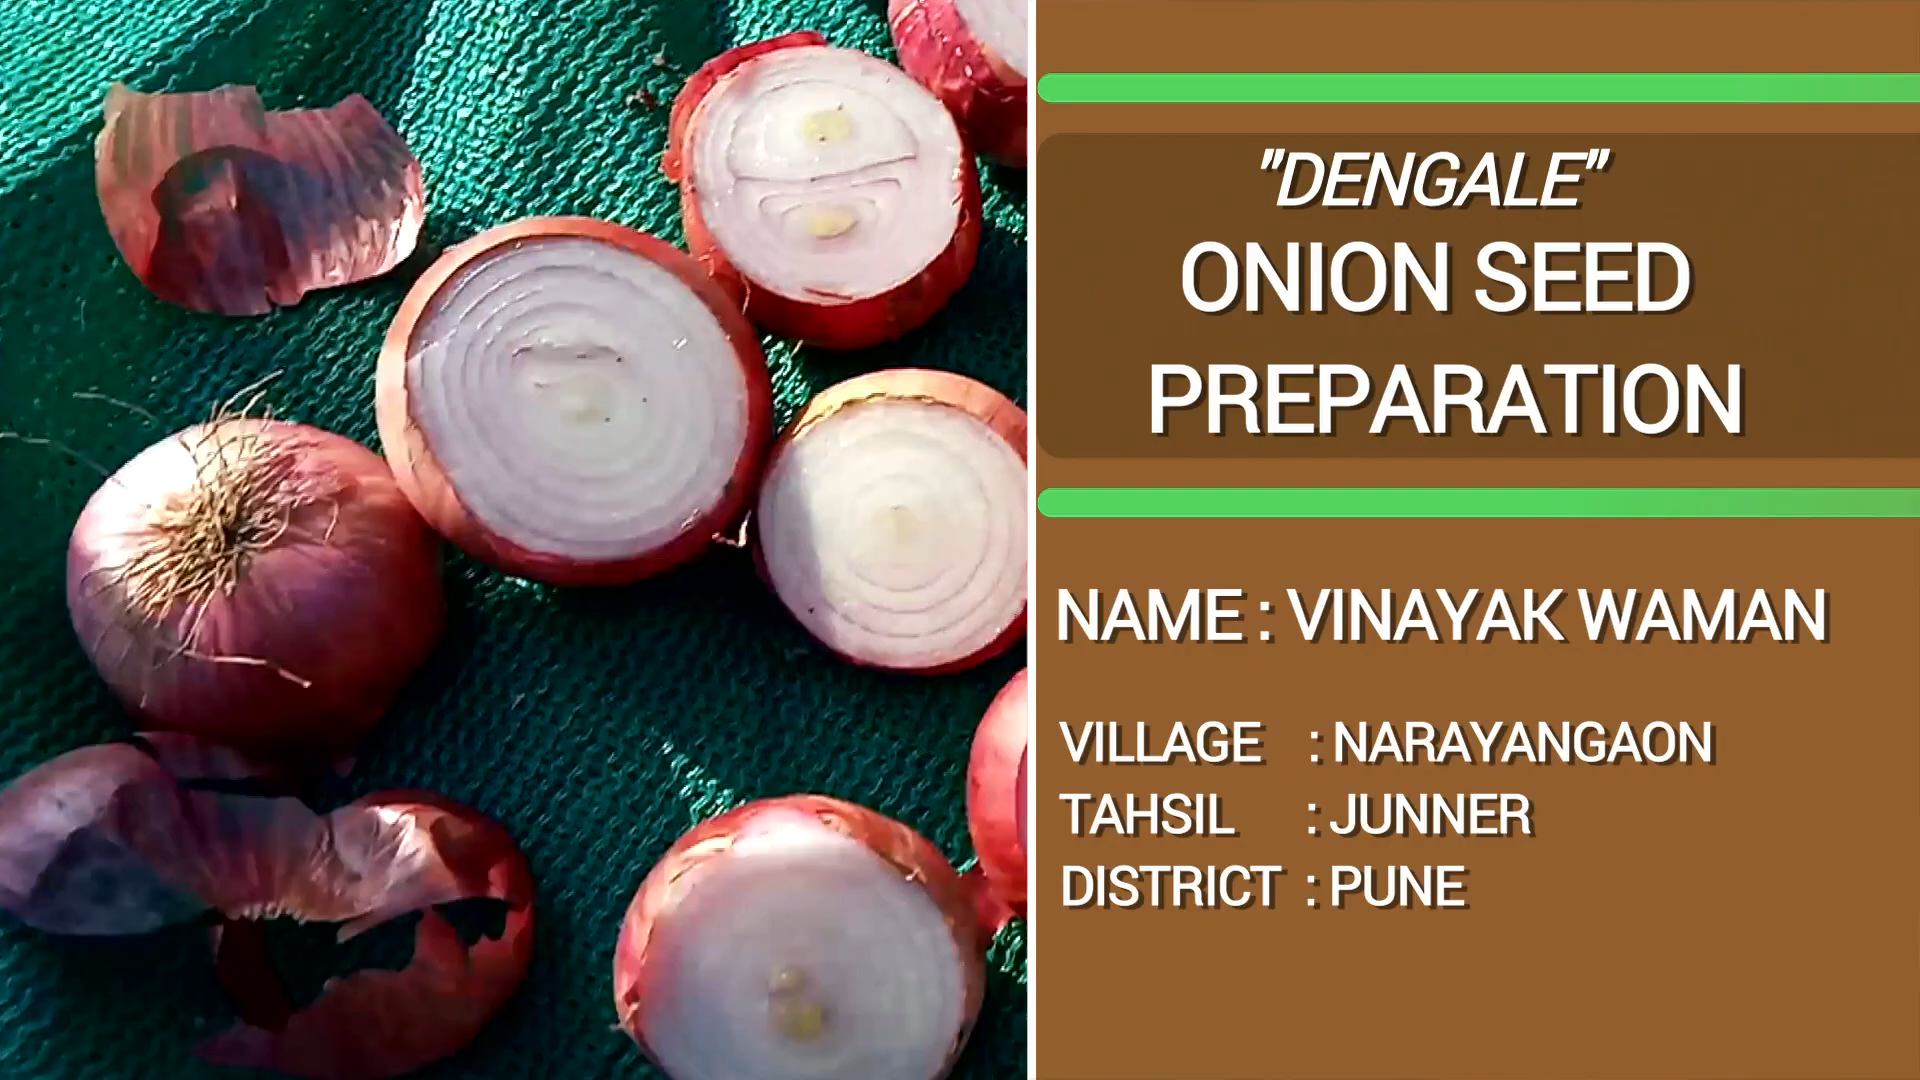 "DENGALE"
ONION SEED
PREPARATION
NAME : VINAYAK WAMAN
VILLAGE : NARAYANGAON
TAHSIL : JUNNER
DISTRICT : PUNE